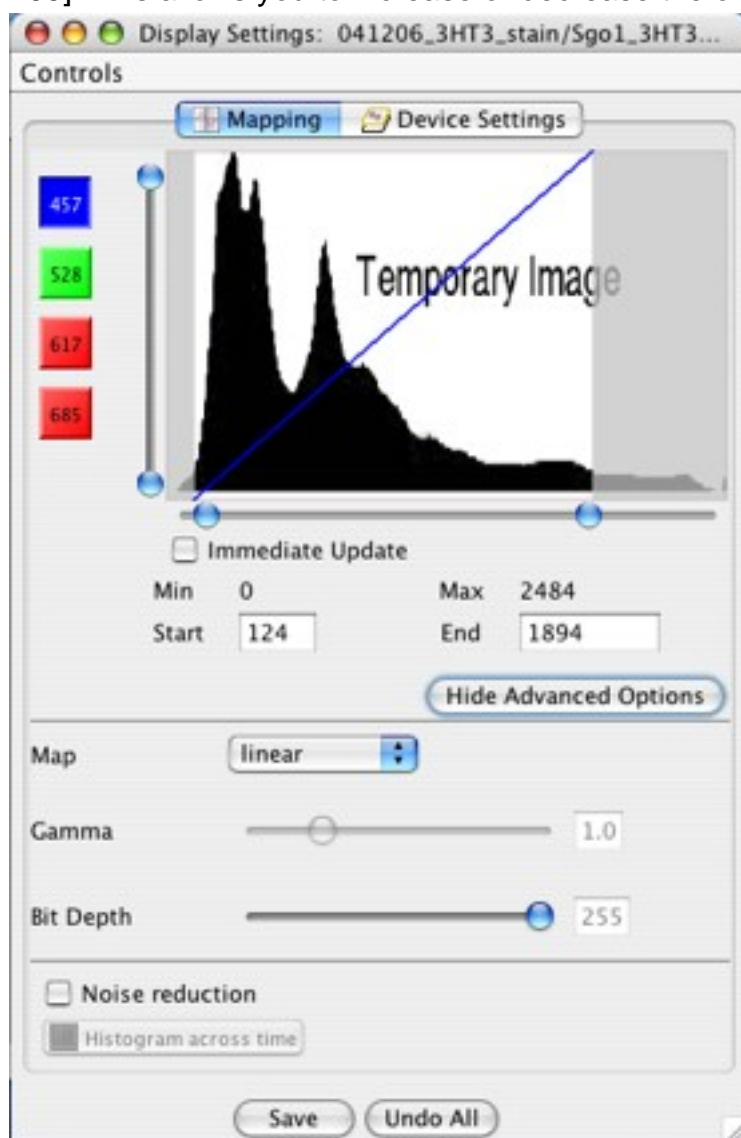 Display Settings: 041206_3HT3_stain/Sgo1_3HT3...
Controls
Mapping Device Settings
457
528
617
685
Temporary Image
Immediate Update
Min 0 Max 2484
Start 124 End 1894
Hide Advanced Options
Map linear
Gamma 1.0
Bit Depth 255
Noise reduction
Histogram across time
Save Undo All